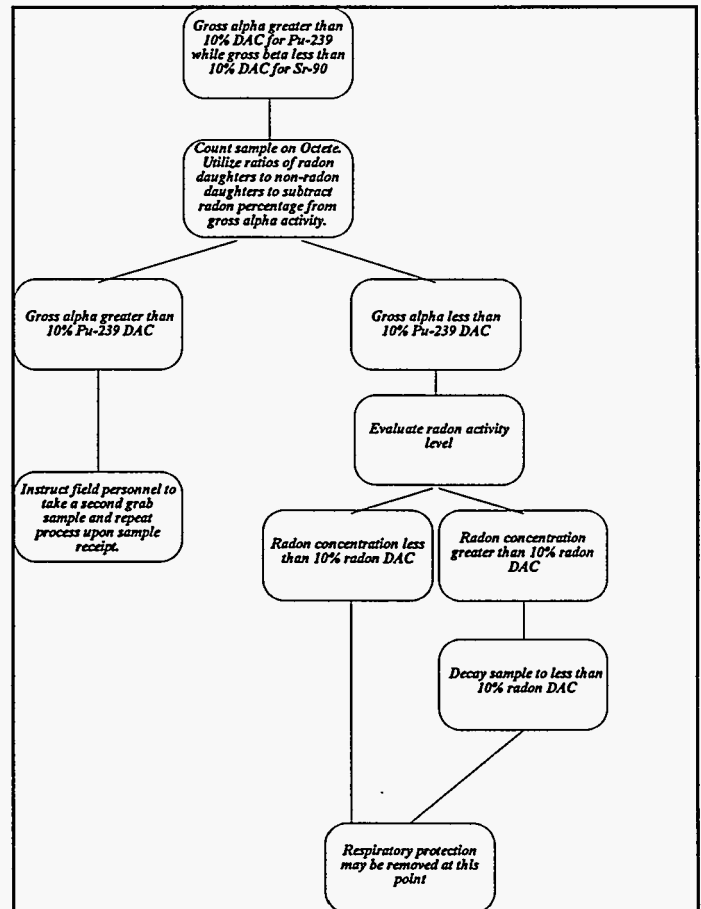 Gross alpha greater than
10% DAC for Pu-239
while gross beta less than
10% DAC for Sr-90
Count sample on Octete.
Utilize ratios of radon
daughters to non-radon
daughters to subtract
radon percentage from
gross alpha activity.
Gross alpha greater than
10% Pu-239 DAC
Gross alpha less than
10% Pu-239 DAC
Evaluate radon activity
level
Instruct field personnel to
take a second grab
sample and repeat
process upon sample
receipt.
Radon concentration less
than 10% radon DAC
Radon concentration
greater than 10% radon
DAC
Decay sample to less than
10% radon DAC
Respiratory protection
may be removed at this
point